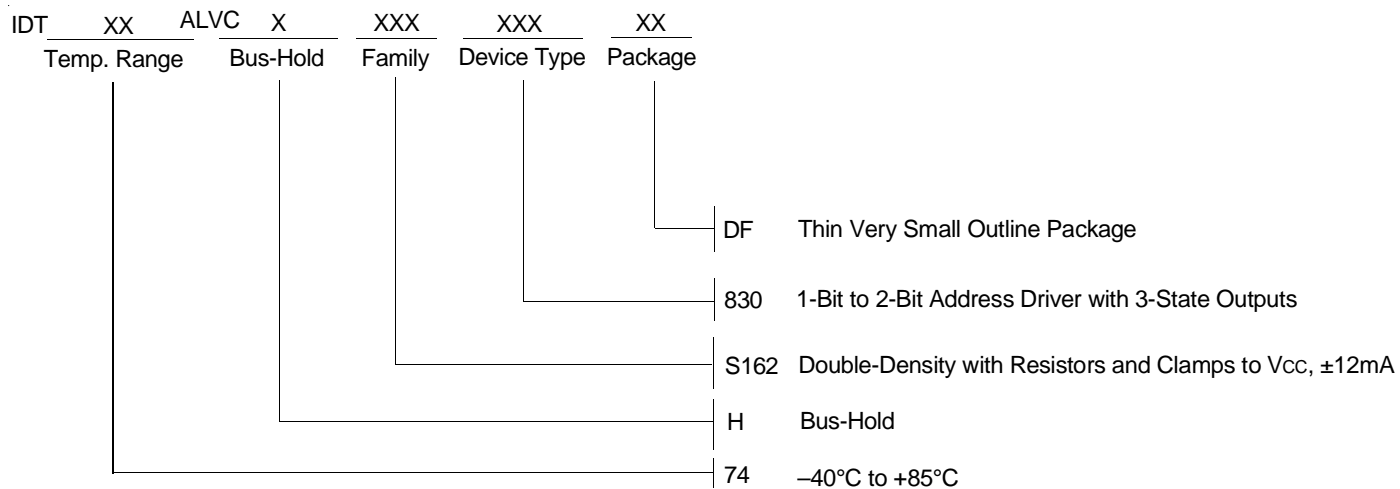 IDT XX ALVC X XXX XXX XX
Temp. Range Bus-Hold Family Device Type Package
DF Thin Very Small Outline Package
830 1-Bit to 2-Bit Address Driver with 3-State Outputs
S162 Double-Density with Resistors and Clamps to VCC, ±12mA
H Bus-Hold
74 –40°C to +85°C